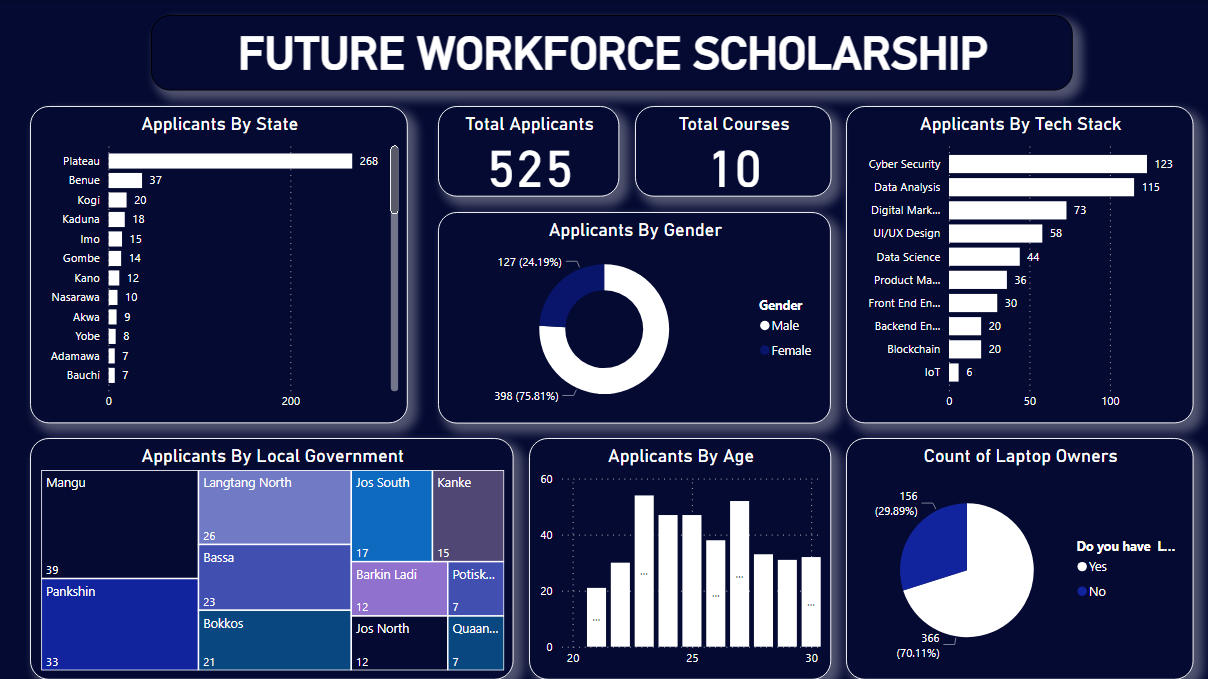 FUTURE WORKFORCE SCHOLARSHIP
Applicants By State
Plateau 268
Benue 37
Kogi 20
Kaduna 18
Imo 15
Gombe 14
Kano 12
Nasarawa 10
Akwa 9
Yobe 8
Adamawa 7
Bauchi 7
0 200
Total Applicants
525
Total Courses
10
Applicants By Gender
127 (24.19%)
398 (75.81%)
Gender
Male
Female
Applicants By Tech Stack
Cyber Security 123
Data Analysis 115
Digital Mark... 73
UI/UX Design 58
Data Science 44
Product Ma... 36
Front End En... 30
Backend En... 20
Blockchain 20
IoT 6
0 50 100
Applicants By Local Government
Mangu
39
Pankshin
33
Langtang North
26
Bassa
23
Bokkos
21
Jos South
17
Kanke
15
Barkin Ladi
12
Potisk...
7
Jos North
12
Quaan...
7
Applicants By Age
60
40
20
0
... ... ... ... ...
20 25 30
Count of Laptop Owners
156
(29.89%)
366
(70.11%)
Do you have L...
Yes
No